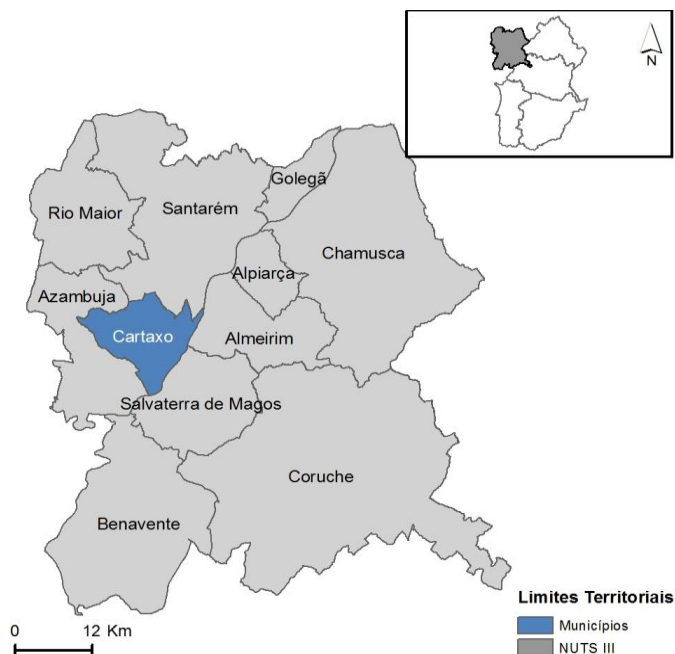 N
Golegã
Rio Maior
Santarém
Chamusca
Alpiarça
Azambuja
Cartaxo
Almeirim
Salvaterra de Magos
Coruche
Benavente
Limites Territoriais
Municípios
NUTS III
0 12 Km